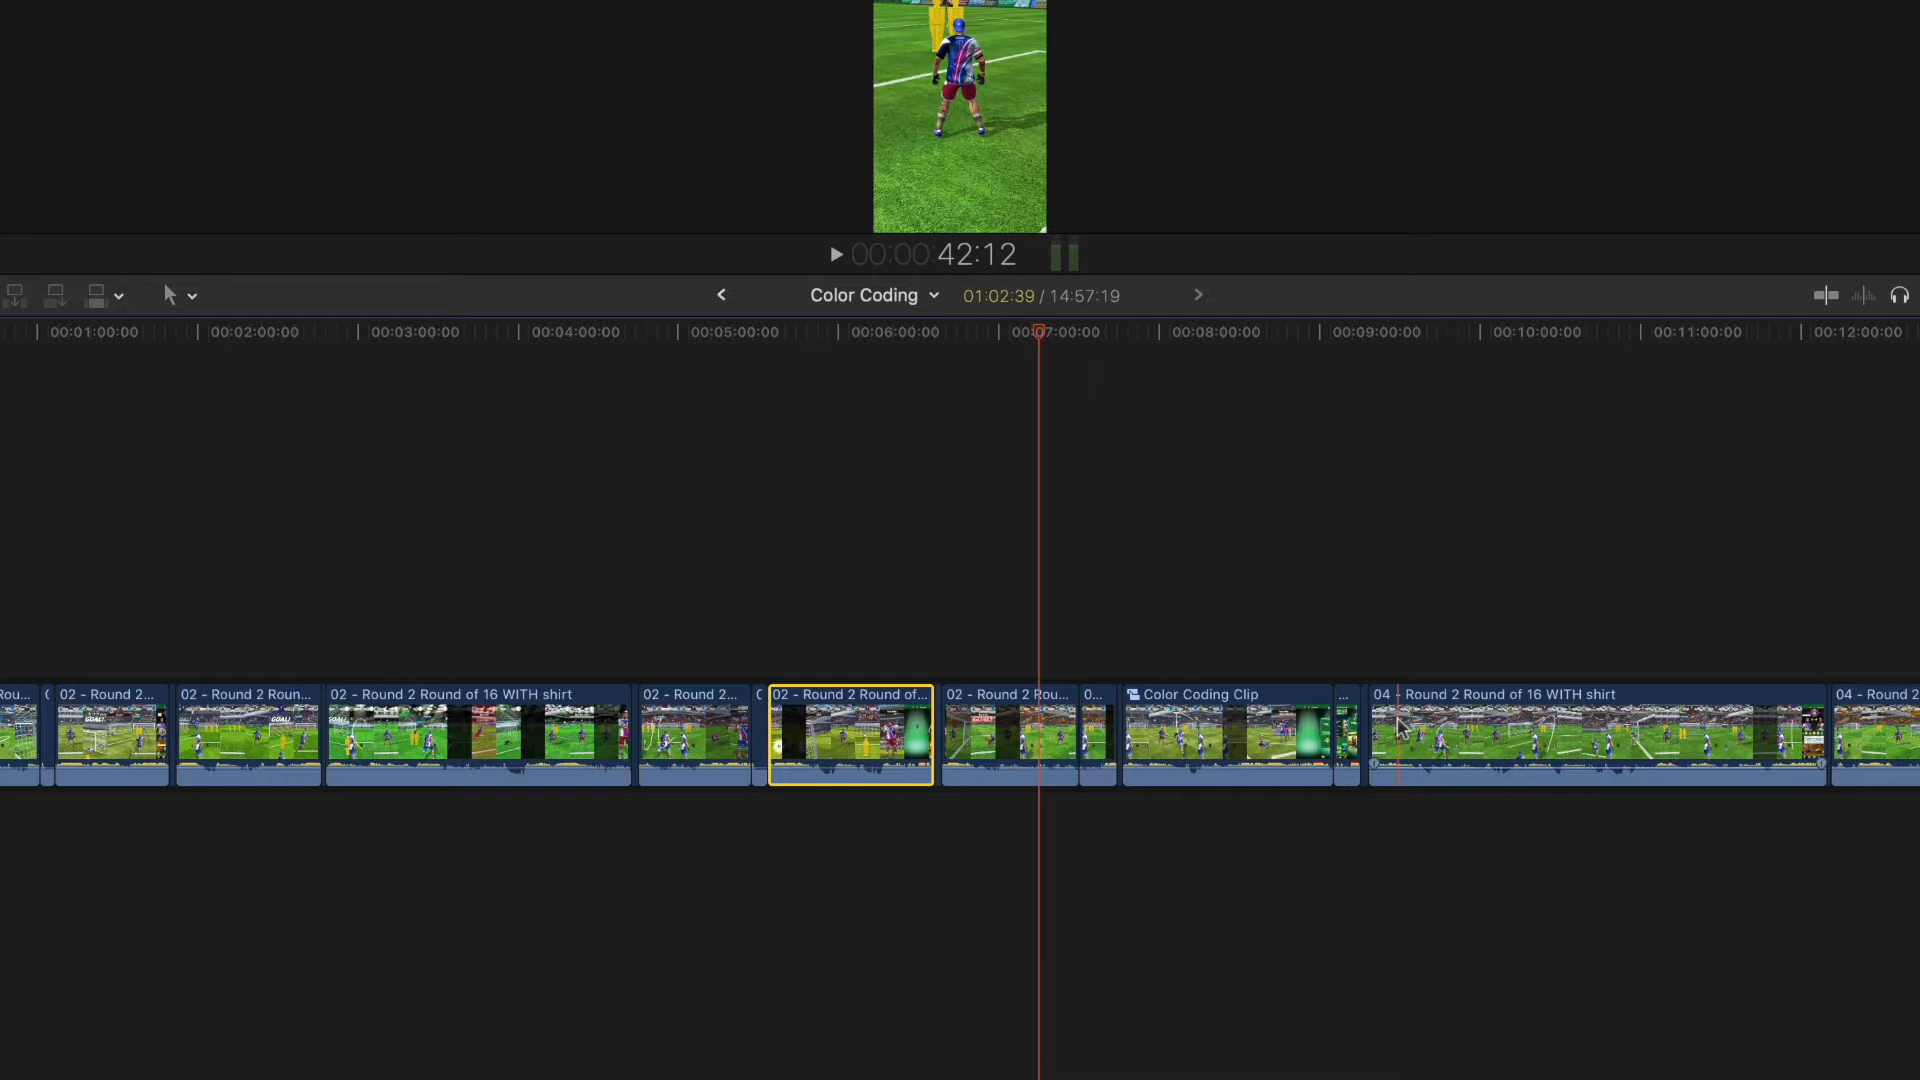 00:00:42:12
Color Coding 01:02:39 / 14:57:19
00:01:00:00 00:02:00:00 00:03:00:00 00:04:00:00 00:05:00:00 00:06:00:00 00:07:00:00 00:08:00:00 00:09:00:00 00:10:00:00 00:11:00:00 00:12:00:00
Rou... 02 - Round 2... 02 - Round 2 Roun... 02 - Round 2 Round of 16 WITH shirt 02 - Round 2... 02 - Round 2 Round of... 02 - Round 2 Rou... 0... Color Coding Clip ... 04 - Round 2 Round of 16 WITH shirt 04 - Round 2
GOAL! GOAL! GOAL!